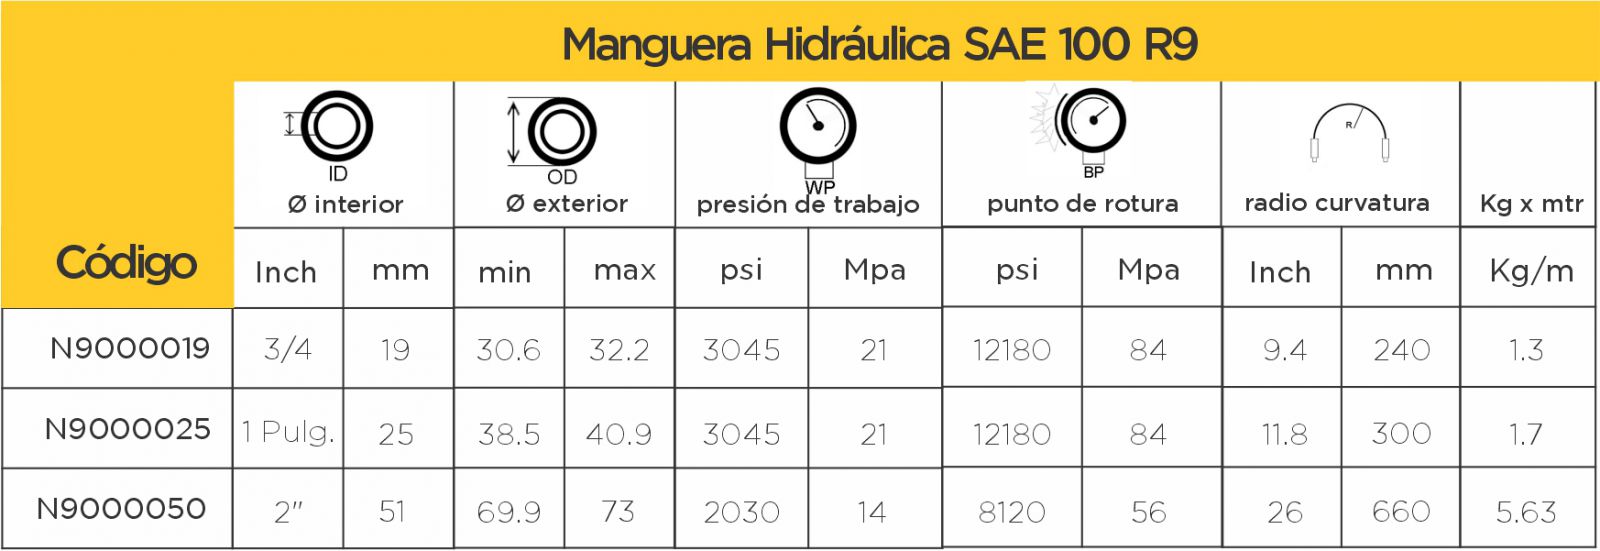 Manguera Hidráulica SAE 100 R9
ID OD WP BP R
Ø interior Ø exterior presión de trabajo punto de rotura radio curvatura Kg x mtr
Código Inch mm min max psi Mpa psi Mpa Inch mm Kg/m
N9000019 3/4 19 30.6 32.2 3045 21 12180 84 9.4 240 1.3
N9000025 1 Pulg. 25 38.5 40.9 3045 21 12180 84 11.8 300 1.7
N9000050 2" 51 69.9 73 2030 14 8120 56 26 660 5.63